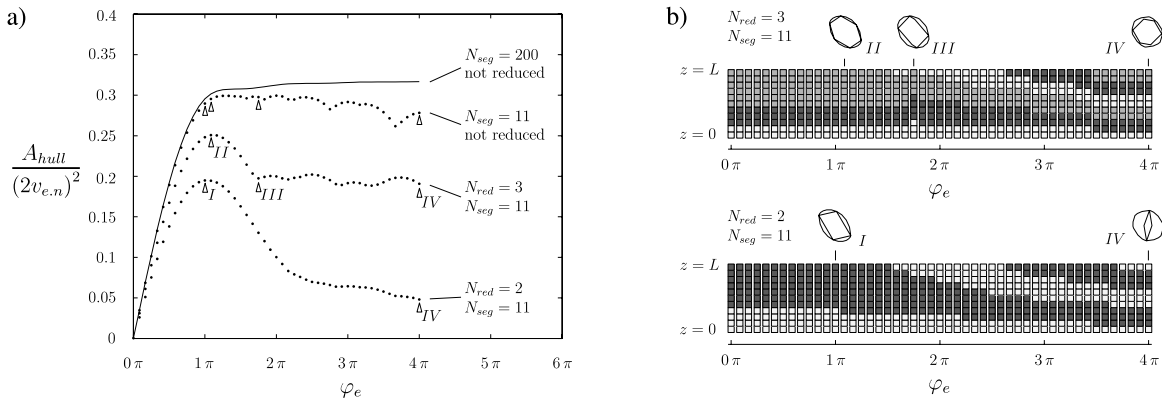 a)
0.4
0.35
0.3
0.25
0.2
0.15
0.1
0.05
0
A_hull
(2v_e.n)^2
N_seg = 200
not reduced
N_seg = 11
not reduced
N_red = 3
N_seg = 11
N_red = 2
N_seg = 11
I
II
III
IV
IV
0π 1π 2π 3π 4π 5π 6π
φ_e
b)
N_red = 3
N_seg = 11
II
III
IV
z = L
z = 0
0π 1π 2π 3π 4π
φ_e
N_red = 2
N_seg = 11
I
IV
z = L
z = 0
0π 1π 2π 3π 4π
φ_e